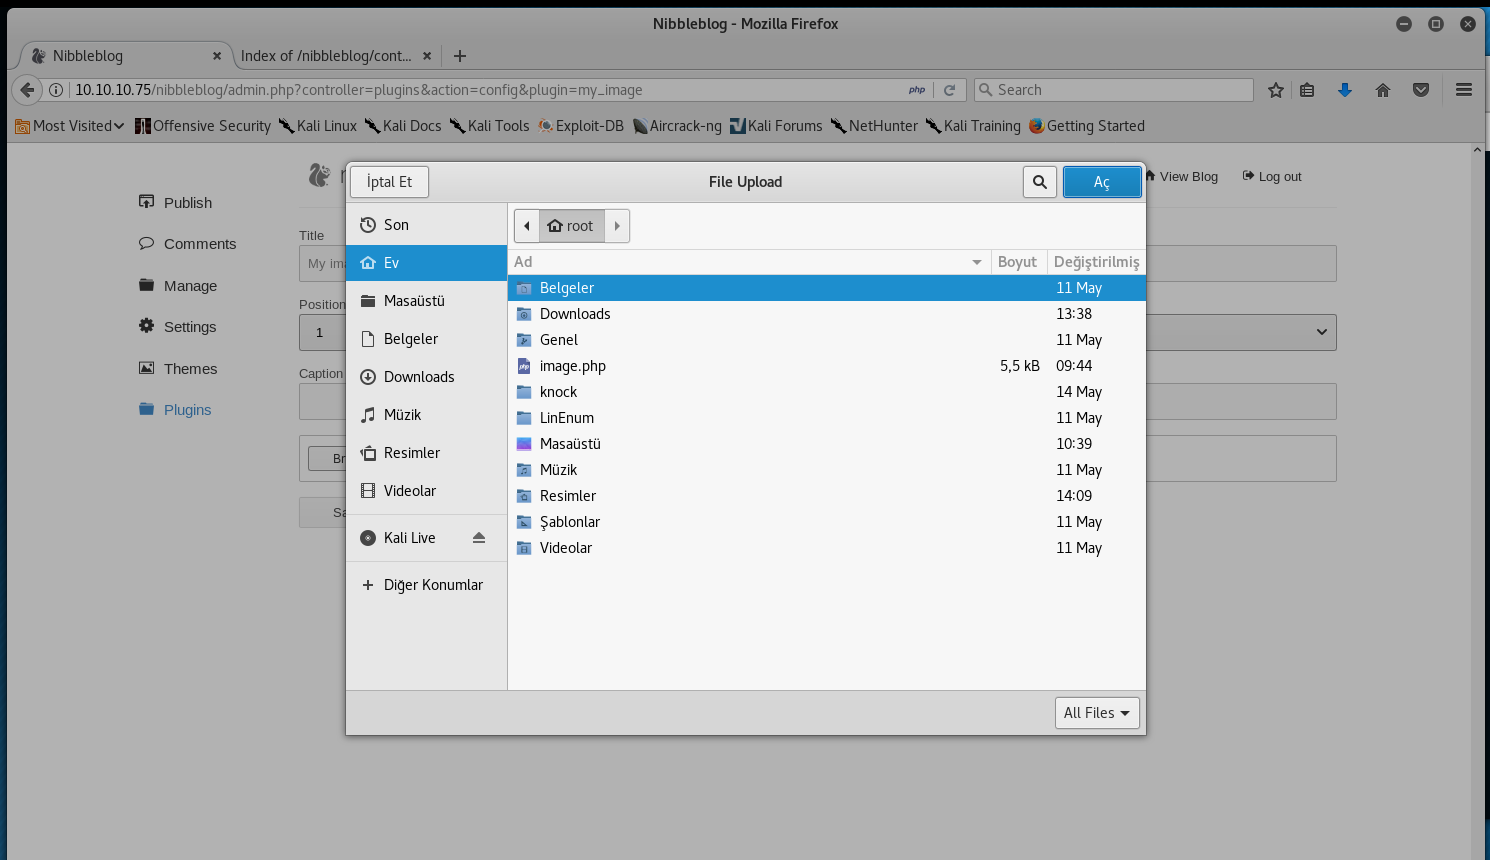 Nibbleblog - Mozilla Firefox
Nibbleblog
Index of /nibbleblog/cont...
10.10.10.75/nibbleblog/admin.php?controller=plugins&action=config&plugin=my_image
php
Search
Most Visited
Offensive Security
Kali Linux
Kali Docs
Kali Tools
Exploit-DB
Aircrack-ng
Kali Forums
NetHunter
Kali Training
Getting Started
View Blog
Log out
Publish
Comments
Manage
Settings
Themes
Plugins
Title
My ima
Position
1
Caption
Br
Sa
İptal Et
File Upload
Aç
Son
Ev
Masaüstü
Belgeler
Downloads
Müzik
Resimler
Videolar
Kali Live
Diğer Konumlar
root
Ad Boyut Değiştirilmiş
Belgeler 11 May
Downloads 13:38
Genel 11 May
image.php 5,5 kB 09:44
knock 14 May
LinEnum 11 May
Masaüstü 10:39
Müzik 11 May
Resimler 14:09
Şablonlar 11 May
Videolar 11 May
All Files